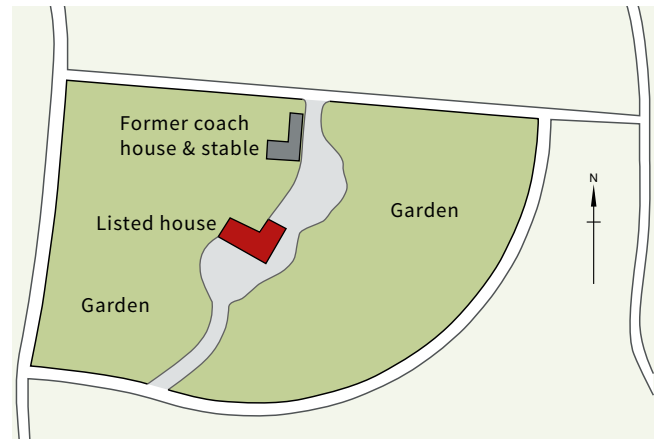 Former coach
house & stable
N
Garden
Listed house
Garden